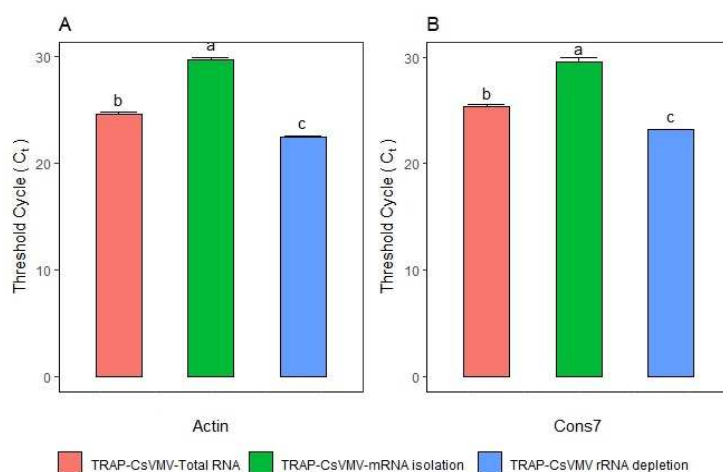 A
Threshold Cycle ( Ct )
30
20
10
0
b
a
c
Actin
B
Threshold Cycle ( Ct )
30
20
10
0
b
a
c
Cons7
TRAP-CsVMV-Total RNA
TRAP-CsVMV-mRNA isolation
TRAP-CsVMV rRNA depletion